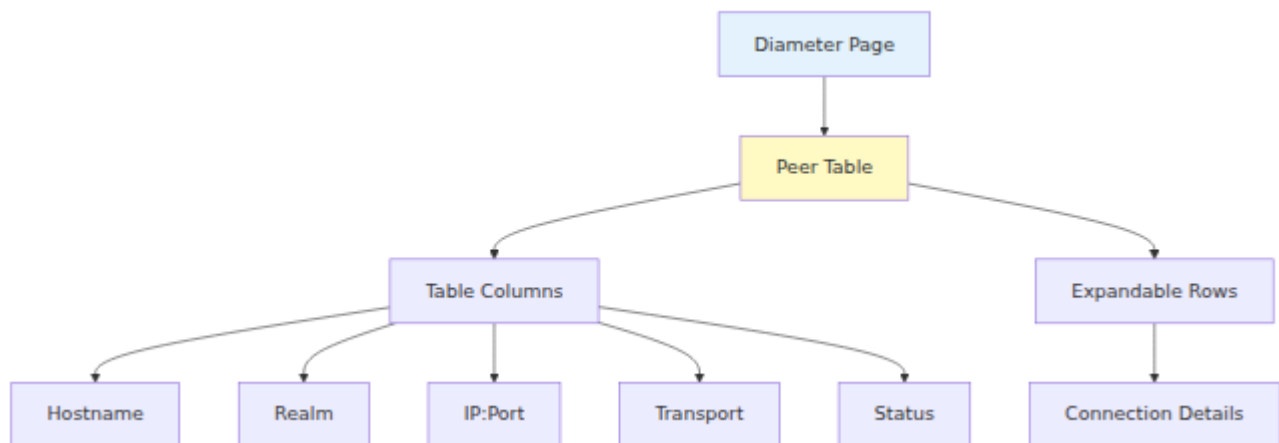 Diameter Page
Peer Table
Table Columns
Expandable Rows
Hostname
Realm
IP:Port
Transport
Status
Connection Details